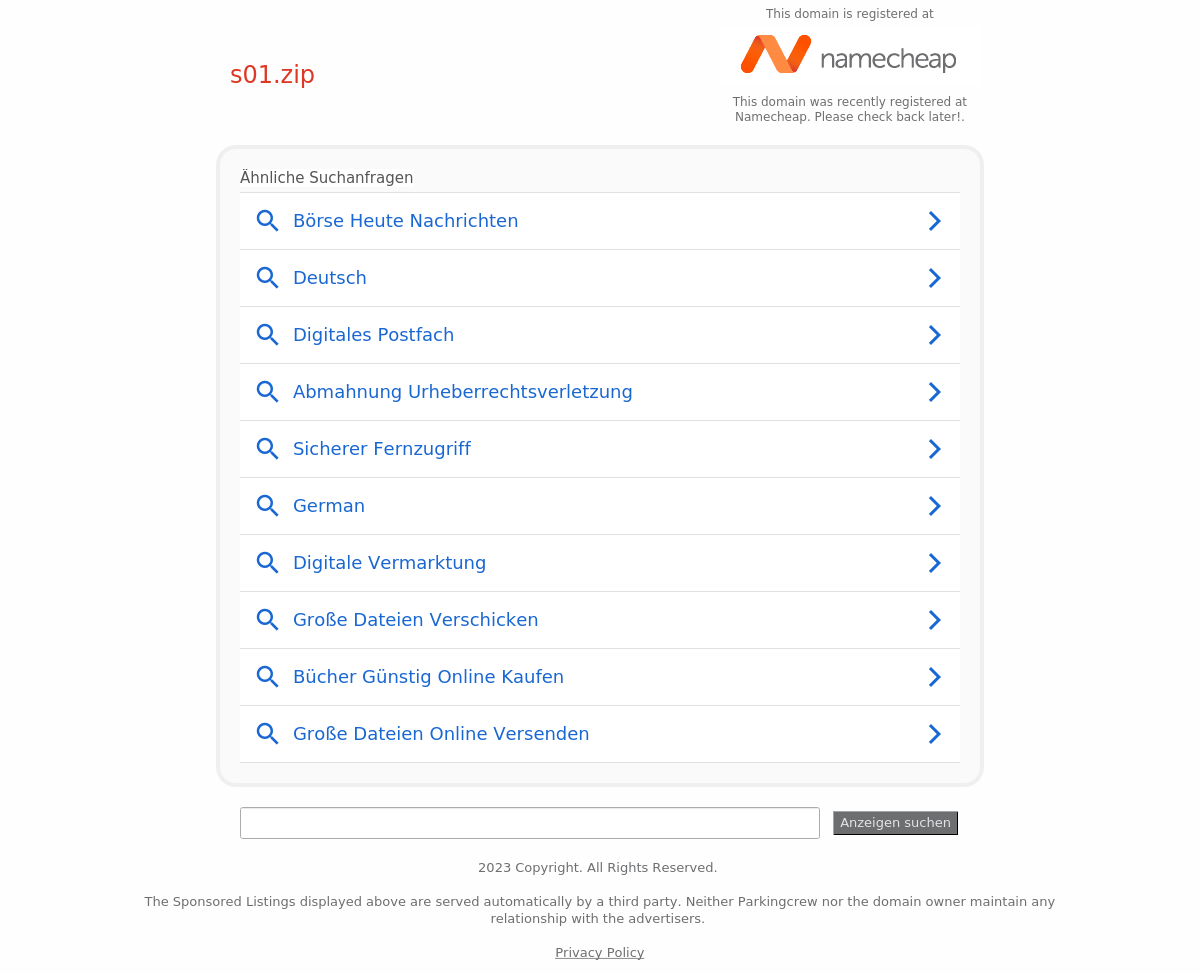 This domain is registered at
namecheap
s01.zip
This domain was recently registered at
Namecheap. Please check back later!.
Ähnliche Suchanfragen
Börse Heute Nachrichten
Deutsch
Digitales Postfach
Abmahnung Urheberrechtsverletzung
Sicherer Fernzugriff
German
Digitale Vermarktung
Große Dateien Verschicken
Bücher Günstig Online Kaufen
Große Dateien Online Versenden
Anzeigen suchen
2023 Copyright. All Rights Reserved.
The Sponsored Listings displayed above are served automatically by a third party. Neither Parkingcrew nor the domain owner maintain any
relationship with the advertisers.
Privacy Policy